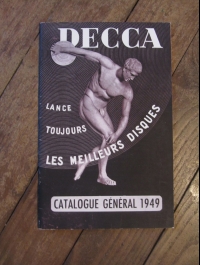 DECCA
LANCE
TOUJOURS
LES MEILLEURS DISQUES
CATALOGUE GÉNÉRAL 1949